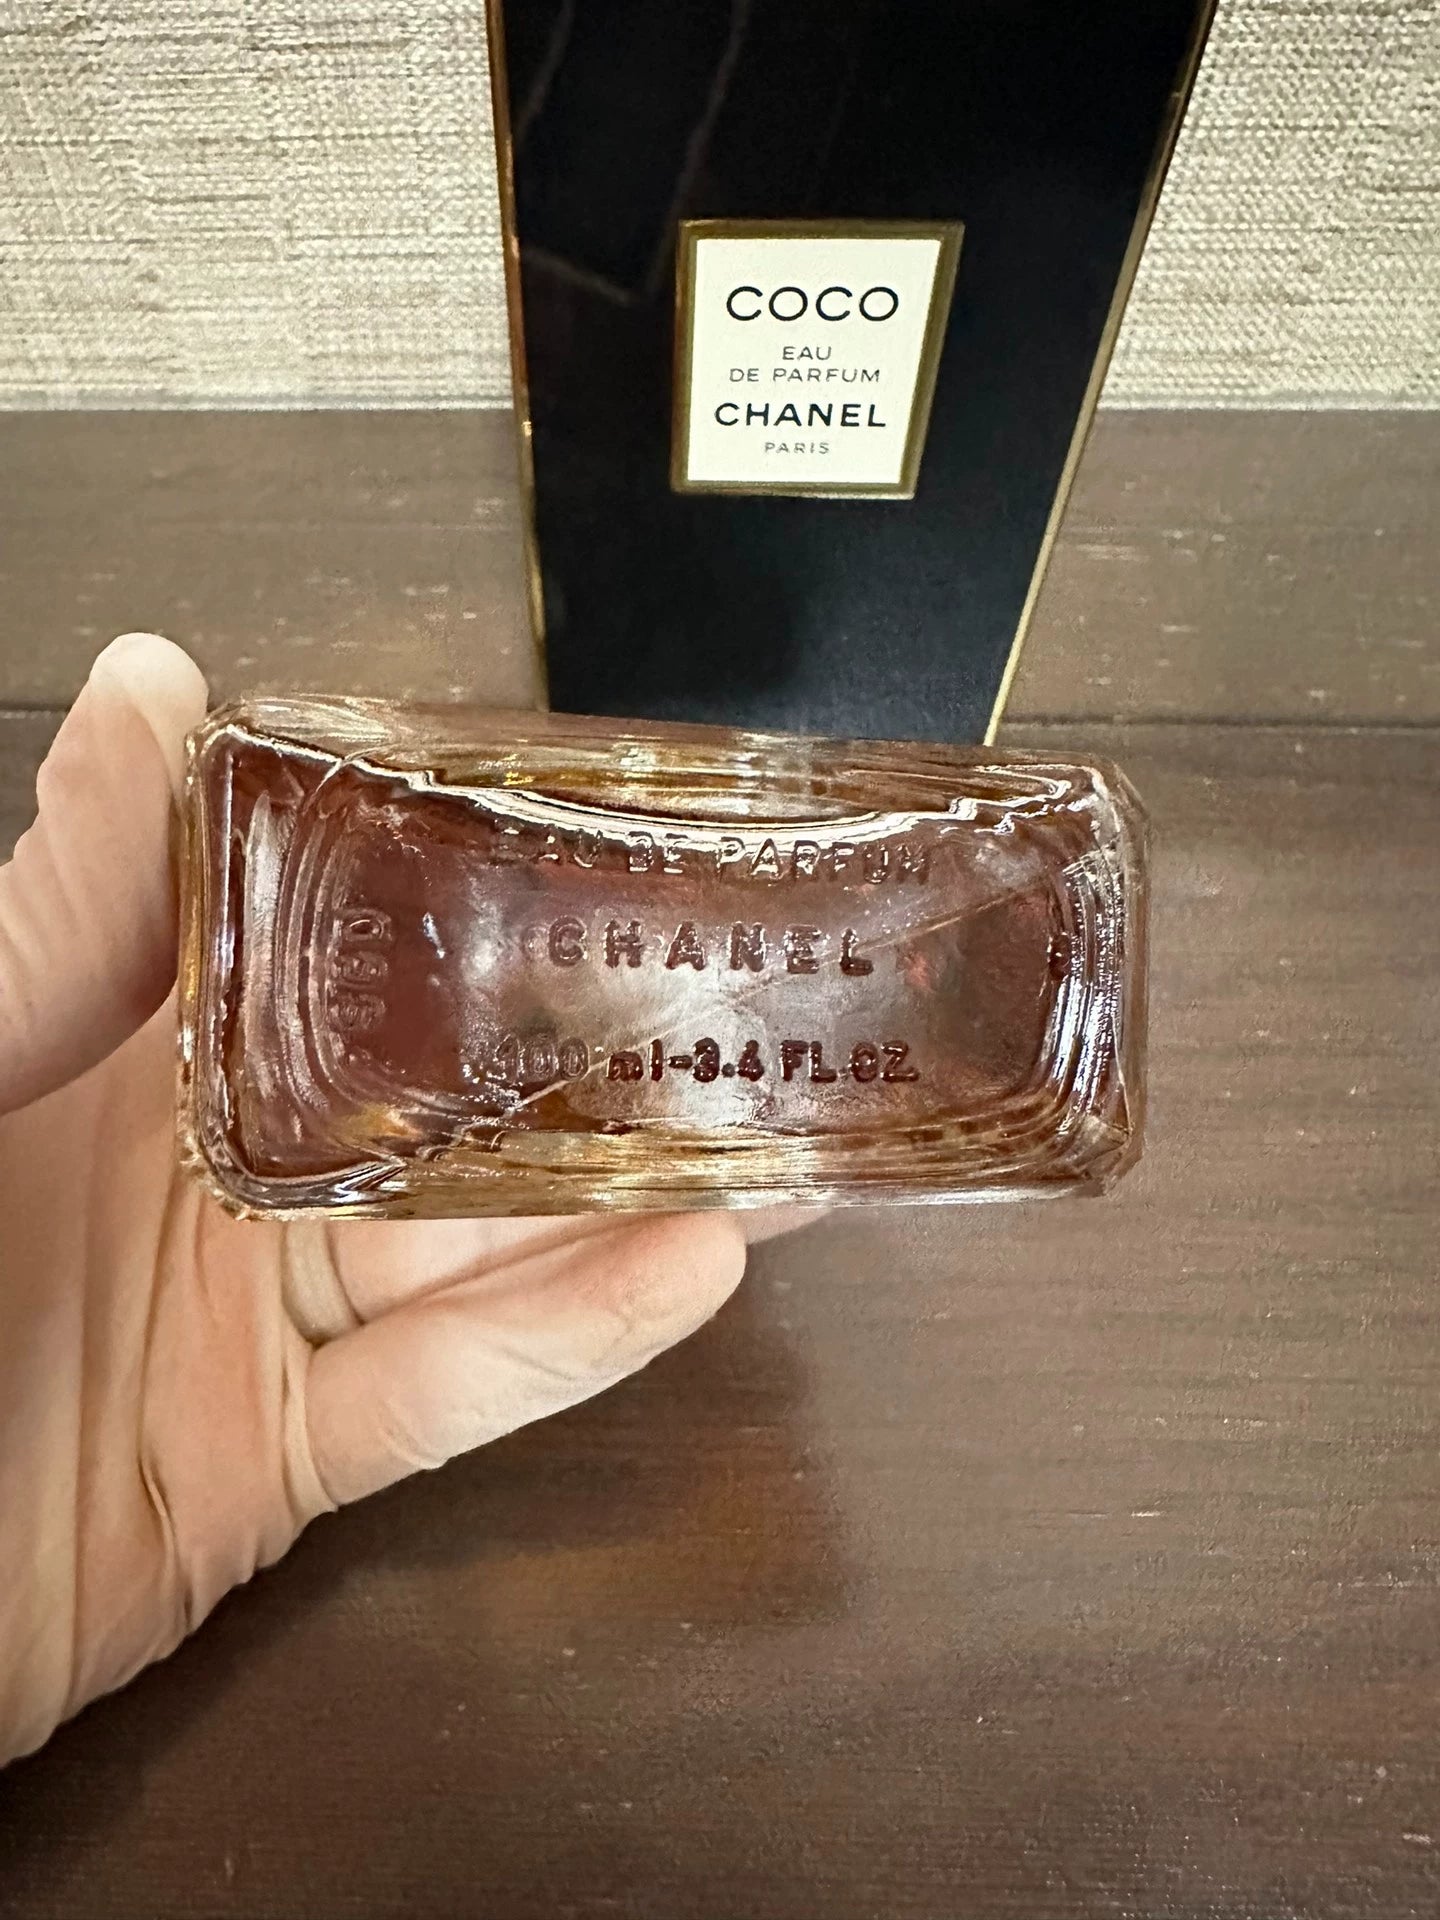 COCO
EAU
DE PARFUM
CHANEL
PARIS
EAU DE PARFUM
CHANEL
100 ml-3.4 FL.OZ.